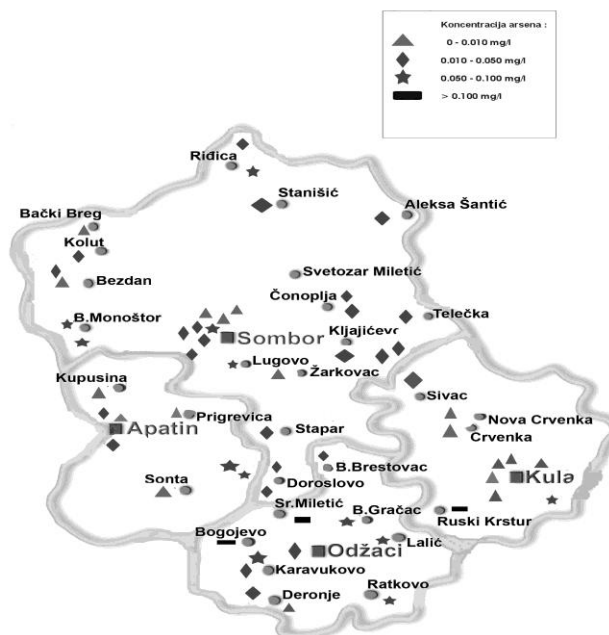 Koncentracija arsena :
0 - 0.010 mg/l
0.010 - 0.050 mg/l
0.050 - 0.100 mg/l
> 0.100 mg/l
Riđica
Stanišić
Aleksa Šantić
Bački Breg
Kolut
Bezdan
Svetozar Miletić
Čonoplja
Telečka
B.Monoštor
Sombor
Kljajićevo
Lugovo
Žarkovac
Kupusina
Sivac
Apatin
Prigrevica
Nova Crvenka
Crvenka
Stapar
B.Brestovac
Kula
Sonta
Doroslovo
Sr.Miletić
B.Gračac
Ruski Krstur
Bogojevo
Lalić
Odžaci
Karavukovo
Ratkovo
Deronje